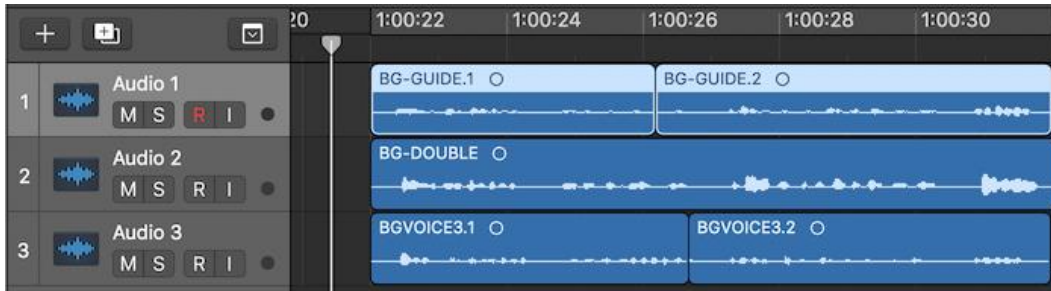 20 1:00:22 1:00:24 1:00:26 1:00:28 1:00:30
1 Audio 1 BG-GUIDE.1 BG-GUIDE.2
M S R I
2 Audio 2 BG-DOUBLE
M S R I
3 Audio 3 BGVOICE3.1 BGVOICE3.2
M S R I